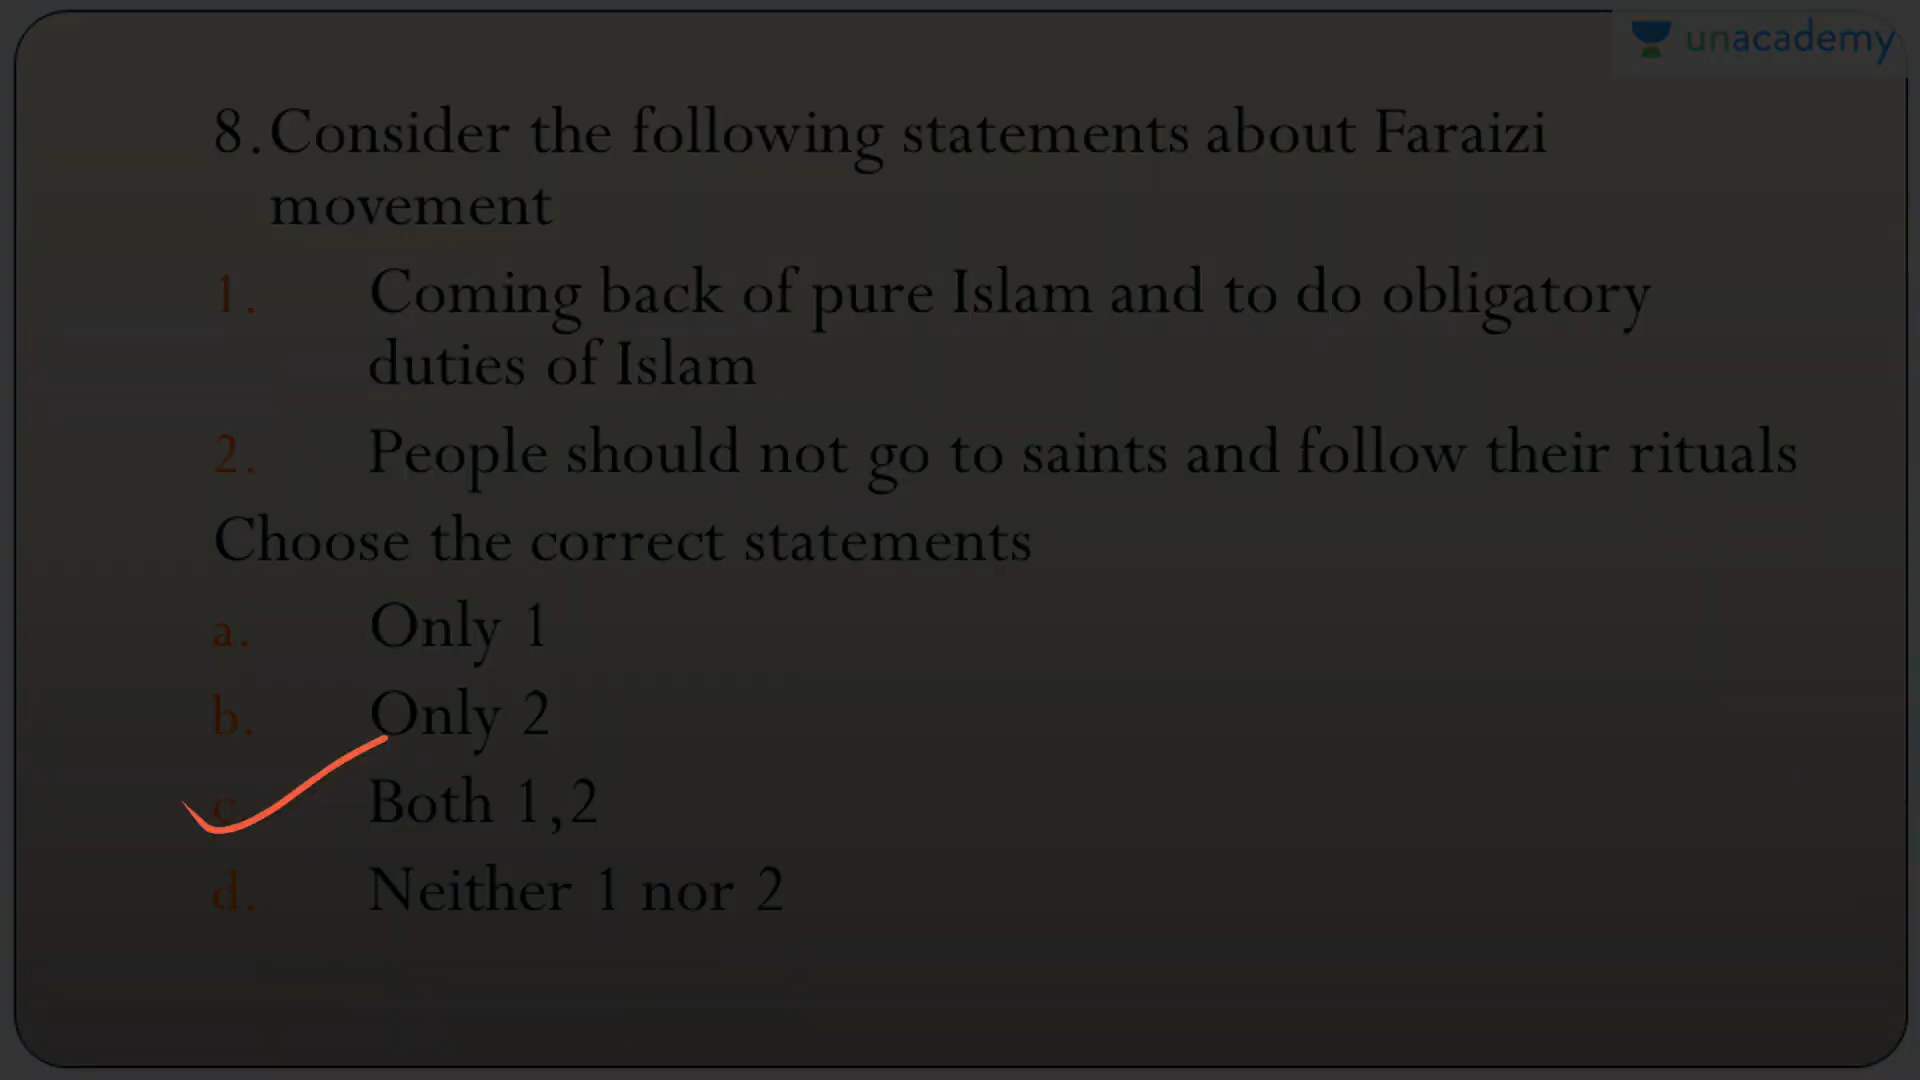 unacademy
8. Consider the following statements about Faraizi
movement
1. Coming back of pure Islam and to do obligatory
duties of Islam
2. People should not go to saints and follow their rituals
Choose the correct statements
a. Only 1
b. Only 2
c. Both 1,2
d. Neither 1 nor 2